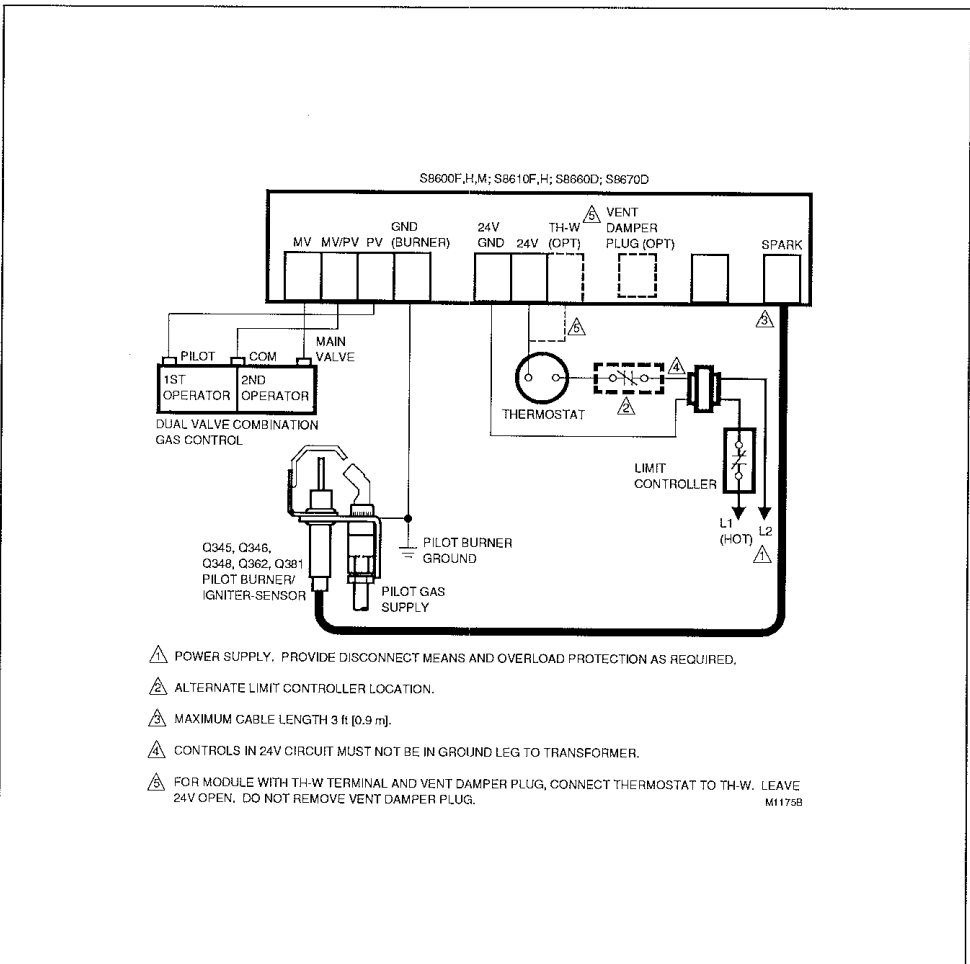 S8600F,H,M; S8610F,H; S8660D; S8670D
MV MV/PV PV
GND
(BURNER)
24V
GND
24V
TH-W
(OPT)
5
VENT
DAMPER
PLUG (OPT)
SPARK
3
5
PILOT
COM
MAIN
VALVE
1ST
OPERATOR
2ND
OPERATOR
DUAL VALVE COMBINATION
GAS CONTROL
THERMOSTAT
2
4
LIMIT
CONTROLLER
L1
(HOT)
L2
1
Q345, Q346,
Q348, Q362, Q381
PILOT BURNER/
IGNITER-SENSOR
PILOT BURNER
GROUND
PILOT GAS
SUPPLY
1 POWER SUPPLY. PROVIDE DISCONNECT MEANS AND OVERLOAD PROTECTION AS REQUIRED.
2 ALTERNATE LIMIT CONTROLLER LOCATION.
3 MAXIMUM CABLE LENGTH 3 ft [0.9 m].
4 CONTROLS IN 24V CIRCUIT MUST NOT BE IN GROUND LEG TO TRANSFORMER.
5 FOR MODULE WITH TH-W TERMINAL AND VENT DAMPER PLUG, CONNECT THERMOSTAT TO TH-W. LEAVE
24V OPEN. DO NOT REMOVE VENT DAMPER PLUG.
M1175B